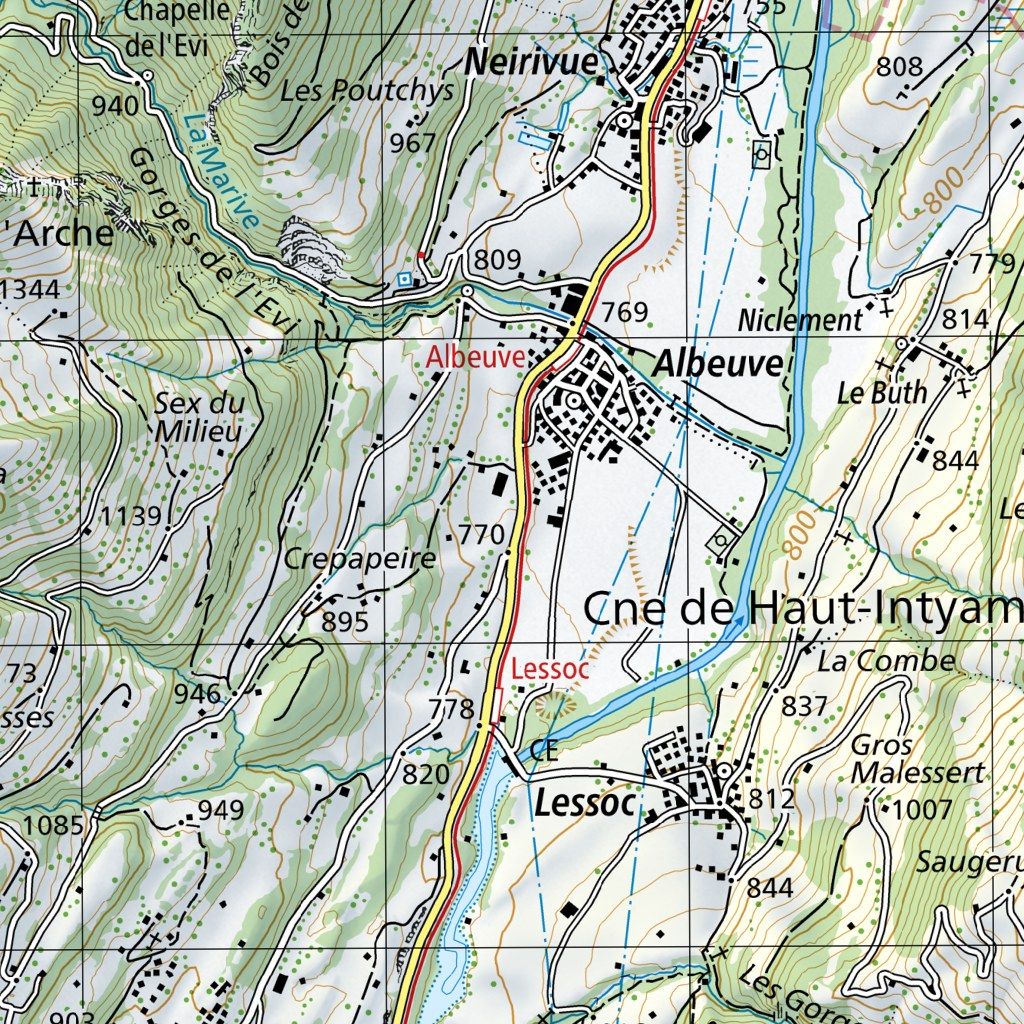 Chapelle
de l'Evi
Bois de
755
Neirivue
808
Les Poutchys
940
967
La Marive
Gorges de l'Evi
800
'Arche
809
779
1344
769
Niclement
814
Albeuve
Albeuve
Le Buth
Sex du
Milieu
844
1139
770
800
Crepapeire
895
Cne de Haut-Intyam
La Combe
Lessoc
73
946
837
sses
778
Gros
Malessert
CE
820
Lessoc
812
949
1007
1085
Saugeru
844
Les Gorg
903